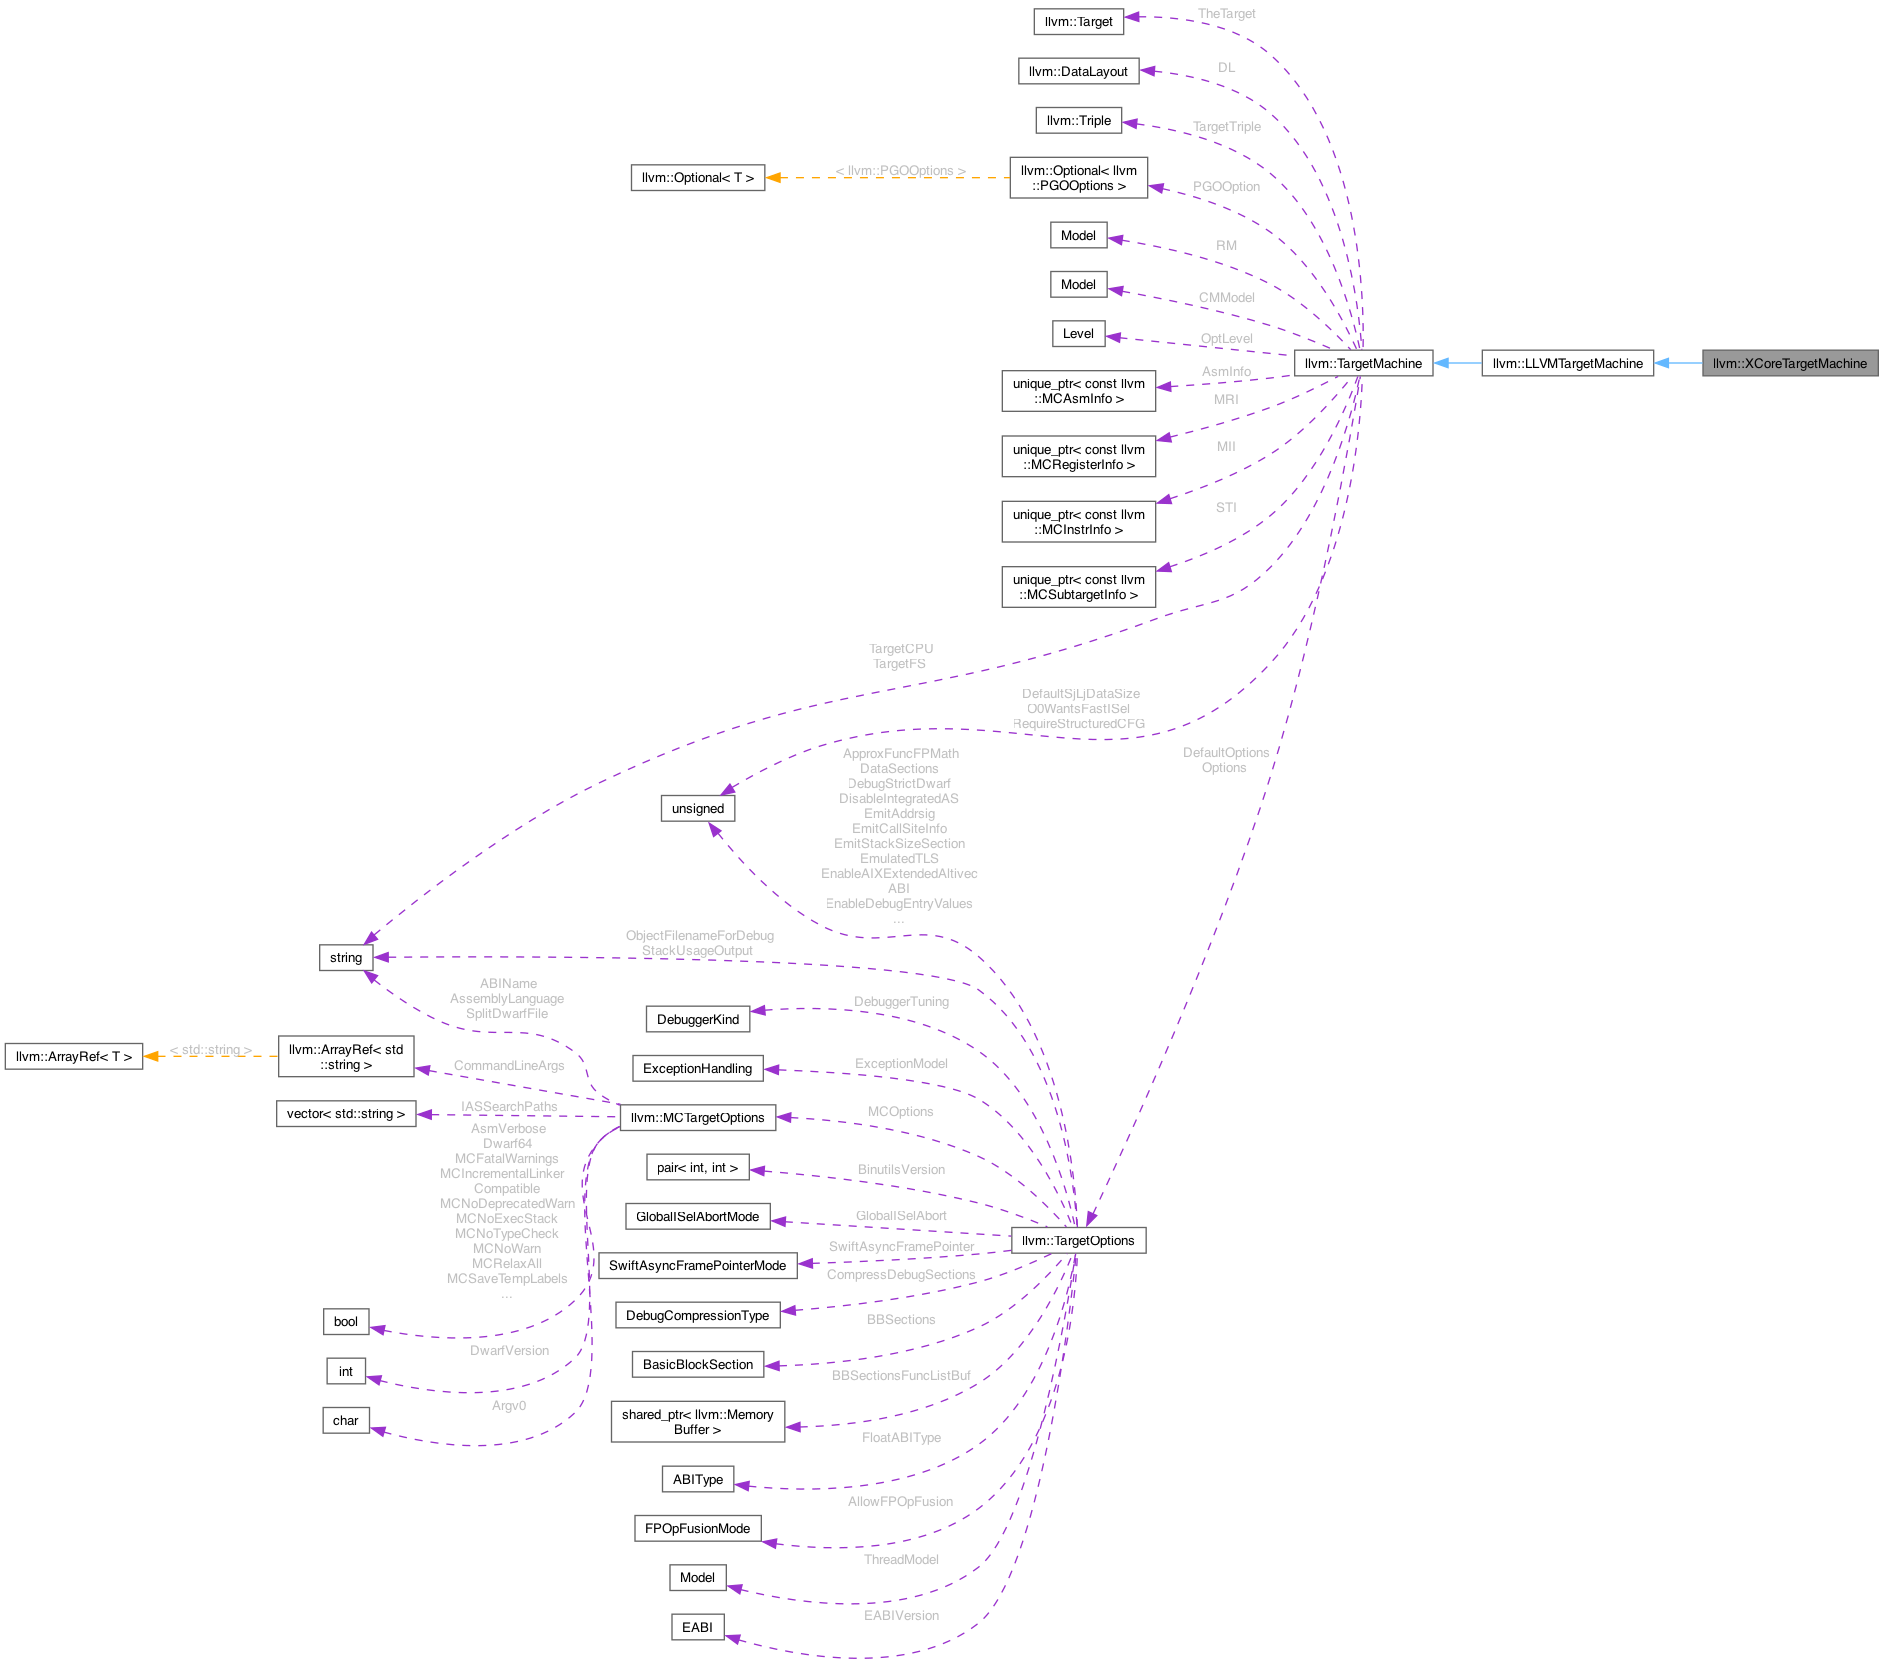 TheTarget
llvm::Target
DL
llvm::DataLayout
TargetTriple
llvm::Triple
< llvm::PGOOptions >
llvm::Optional< T >
llvm::Optional< llvm
::PGOOptions >
PGOOption
Model
RM
Model
CMModel
Level
OptLevel
llvm::TargetMachine
llvm::LLVMTargetMachine
llvm::XCoreTargetMachine
AsmInfo
unique_ptr< const llvm
::MCAsmInfo >
MRI
unique_ptr< const llvm
::MCRegisterInfo >
MII
unique_ptr< const llvm
::MCInstrInfo >
STI
unique_ptr< const llvm
::MCSubtargetInfo >
TargetCPU
TargetFS
DefaultSjLjDataSize
O0WantsFastISel
RequireStructuredCFG
DefaultOptions
Options
unsigned
ApproxFuncFPMath
DataSections
DebugStrictDwarf
DisableIntegratedAS
EmitAddrsig
EmitCallSiteInfo
EmitStackSizeSection
EmulatedTLS
EnableAIXExtendedAltivec
ABI
EnableDebugEntryValues
...
string
ObjectFilenameForDebug
StackUsageOutput
ABIName
AssemblyLanguage
SplitDwarfFile
DebuggerKind
DebuggerTuning
llvm::ArrayRef< T >
< std::string >
llvm::ArrayRef< std
::string >
CommandLineArgs
ExceptionHandling
ExceptionModel
vector< std::string >
IASSearchPaths
llvm::MCTargetOptions
MCOptions
AsmVerbose
Dwarf64
MCFatalWarnings
MCIncrementalLinker
Compatible
MCNoDeprecatedWarn
MCNoExecStack
MCNoTypeCheck
MCNoWarn
MCRelaxAll
MCSaveTempLabels
...
pair< int, int >
BinutilsVersion
GlobalISelAbortMode
GlobalISelAbort
llvm::TargetOptions
SwiftAsyncFramePointerMode
SwiftAsyncFramePointer
CompressDebugSections
DebugCompressionType
bool
BBSections
DwarfVersion
BasicBlockSection
int
BBSectionsFuncListBuf
Argv0
char
shared_ptr< llvm::Memory
Buffer >
FloatABIType
ABIType
AllowFPOpFusion
FPOpFusionMode
ThreadModel
Model
EABIVersion
EABI